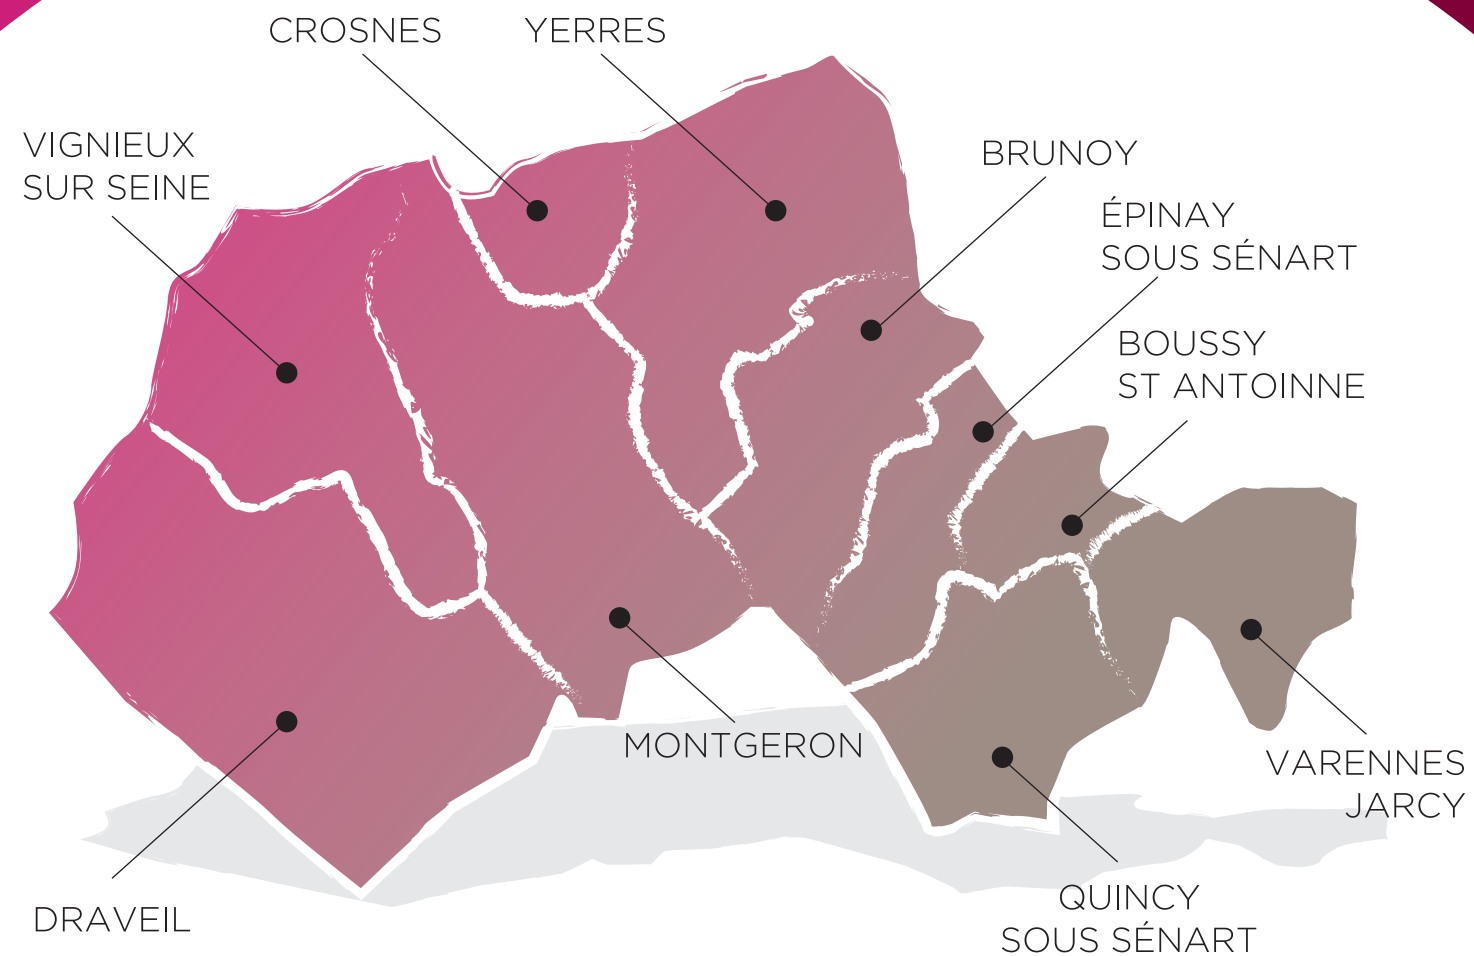 CROSNES
YERRES
VIGNIEUX
SUR SEINE
BRUNOY
ÉPINAY
SOUS SÉNART
BOUSSY
ST ANTOINNE
MONTGERON
VARENNES
JARCY
DRAVEIL
QUINCY
SOUS SÉNART